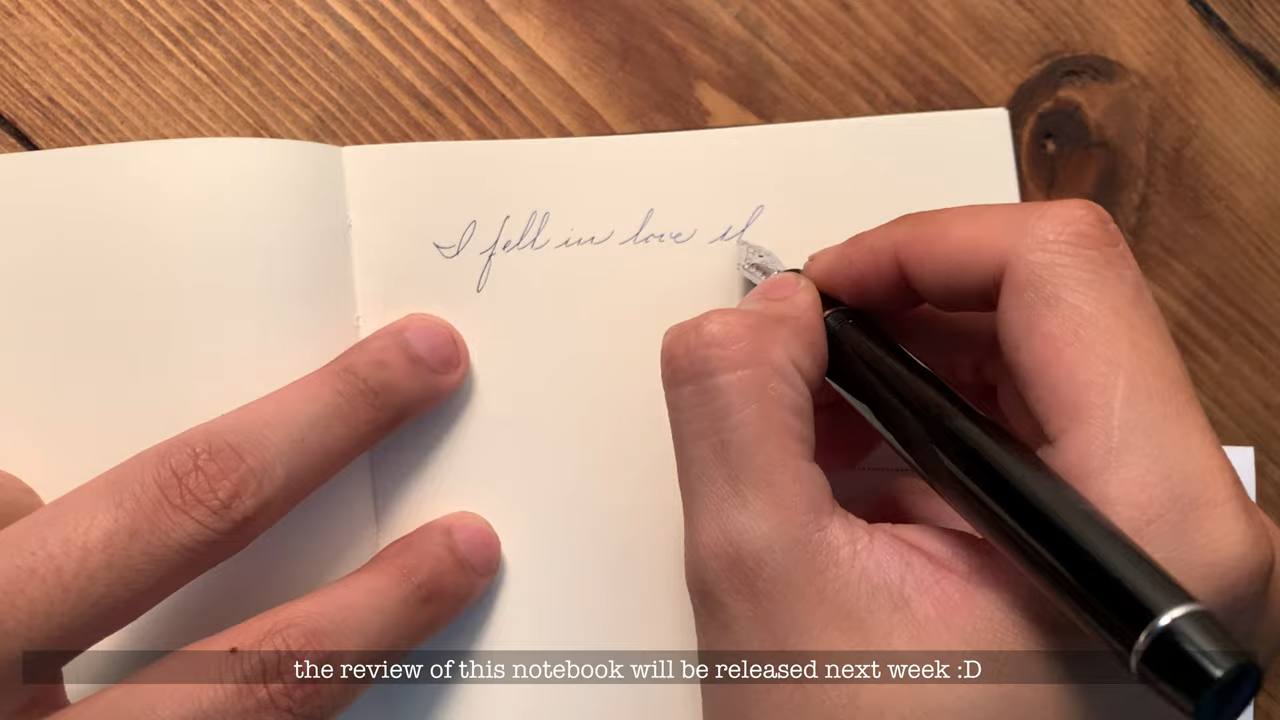 I fell in love
the review of this notebook will be released next week :D